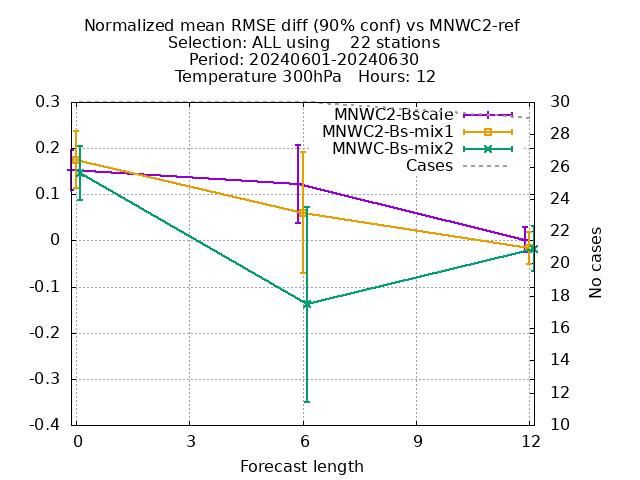 Normalized mean RMSE diff (90% conf) vs MNWC2-ref
Selection: ALL using    22 stations
Period: 20240601-20240630
Temperature 300hPa   Hours: 12
MNWC2-Bscale
MNWC2-Bs-mix1
MNWC-Bs-mix2
Cases
0.3
0.2
0.1
0
-0.1
-0.2
-0.3
-0.4
30
28
26
24
22
20
18
16
14
12
10
No cases
0
3
6
9
12
Forecast length